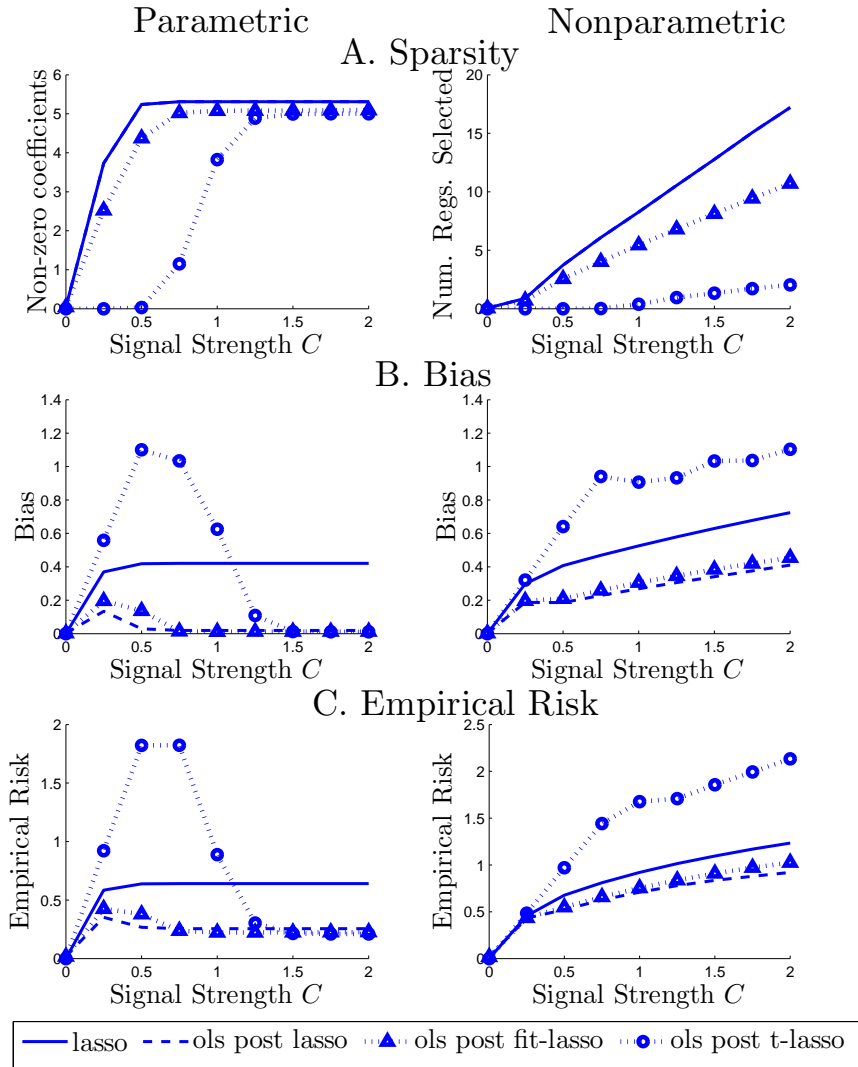 Parametric Nonparametric
A. Sparsity
Non-zero coefficients
6
5
4
3
2
1
0
0 0.5 1 1.5 2
Signal Strength C
Num. Regs. Selected
20
15
10
5
0
0 0.5 1 1.5 2
Signal Strength C
B. Bias
Bias
1.4
1.2
1
0.8
0.6
0.4
0.2
0
0 0.5 1 1.5 2
Signal Strength C
Bias
1.4
1.2
1
0.8
0.6
0.4
0.2
0
0 0.5 1 1.5 2
Signal Strength C
C. Empirical Risk
Empirical Risk
2
1.5
1
0.5
0
0 0.5 1 1.5 2
Signal Strength C
Empirical Risk
2.5
2
1.5
1
0.5
0
0 0.5 1 1.5 2
Signal Strength C
lasso ols post lasso ols post fit-lasso ols post t-lasso